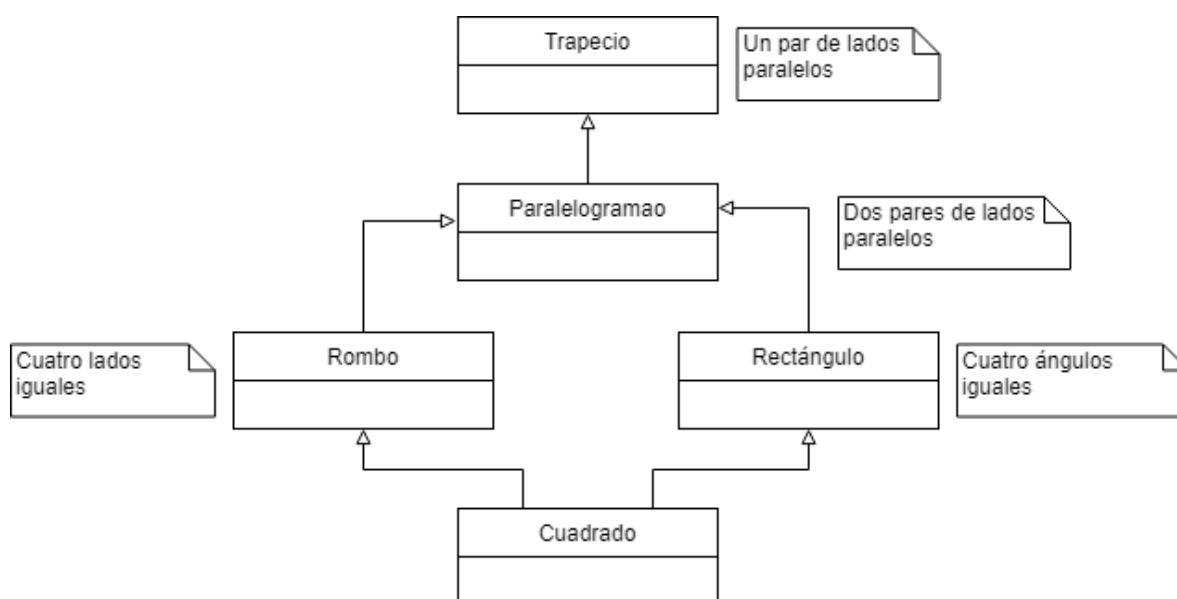 Trapecio
Un par de lados
paralelos
Paralelogramao
Dos pares de lados
paralelos
Cuatro lados
iguales
Rombo
Rectángulo
Cuatro ángulos
iguales
Cuadrado